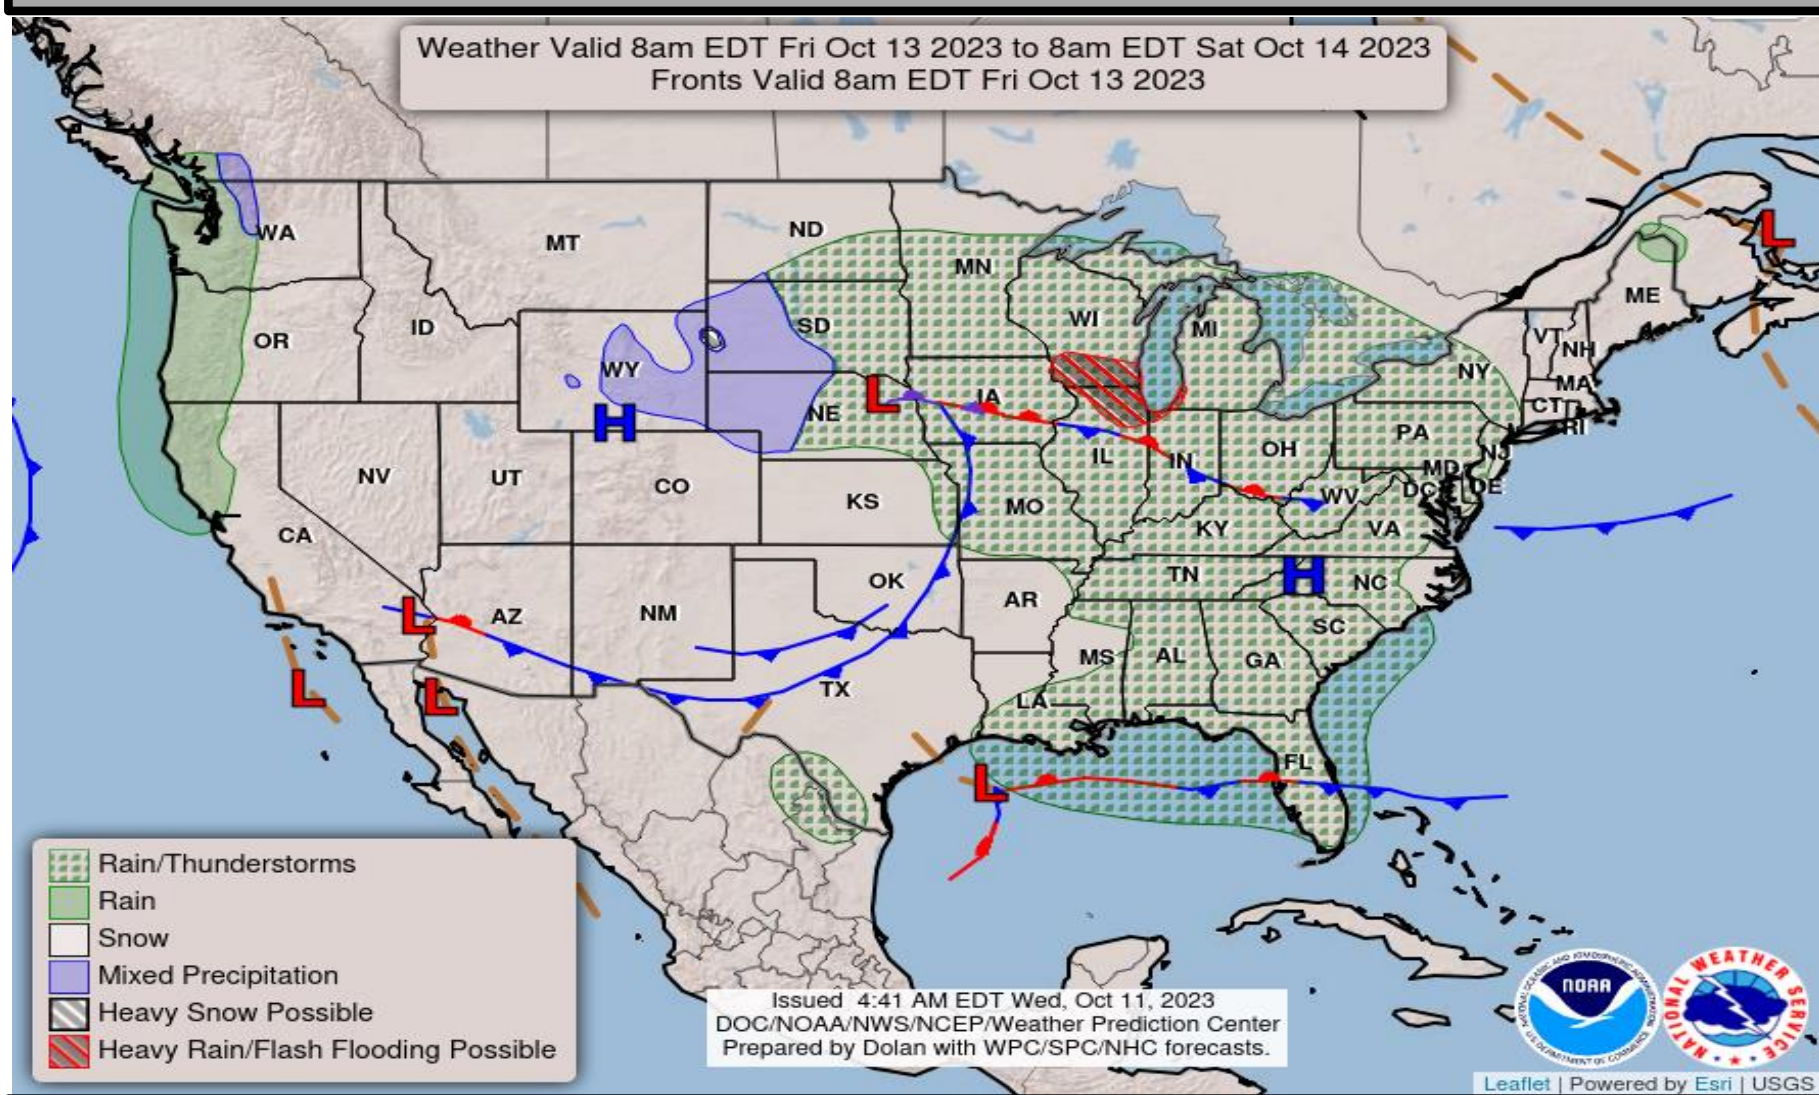 Weather Valid 8am EDT Fri Oct 13 2023 to 8am EDT Sat Oct 14 2023
Fronts Valid 8am EDT Fri Oct 13 2023
WA
MT
ND
MN
L
ME
OR
ID
SD
WI
MI
VT
NH
WY
NY
MA
H
L
NE
IA
CT
RI
PA
NJ
NV
UT
CO
IL
IN
OH
MD
DC
DE
CA
KS
MO
WV
KY
VA
L
AZ
NM
OK
AR
TN
H
NC
SC
L
L
TX
MS
AL
GA
LA
L
FL
Rain/Thunderstorms
Rain
Snow
Mixed Precipitation
Heavy Snow Possible
Heavy Rain/Flash Flooding Possible
Issued 4:41 AM EDT Wed, Oct 11, 2023
DOC/NOAA/NWS/NCEP/Weather Prediction Center
Prepared by Dolan with WPC/SPC/NHC forecasts.
NOAA
NATIONAL WEATHER SERVICE
Leaflet | Powered by Esri | USGS